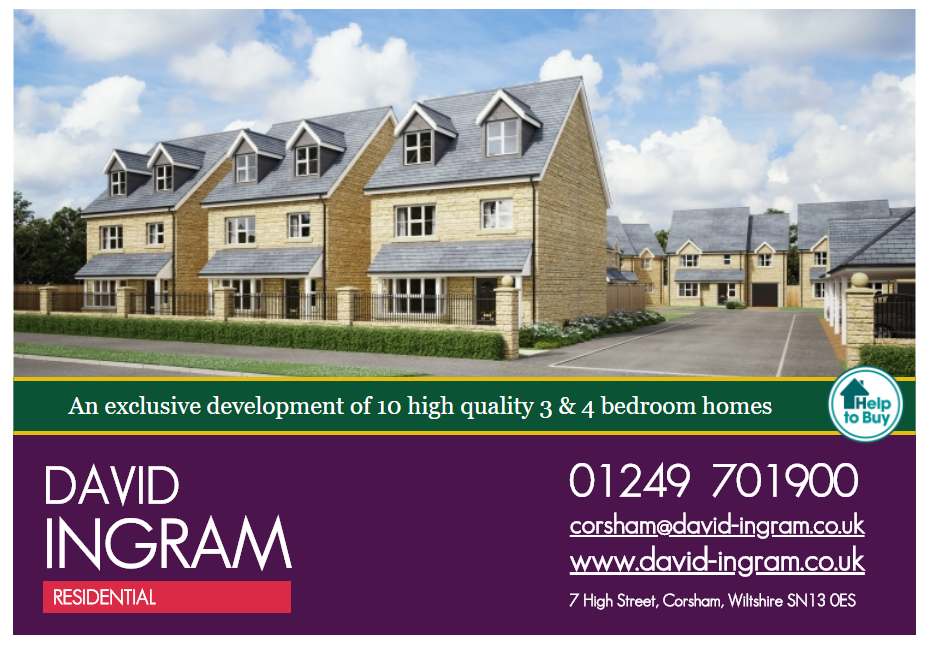 An exclusive development of 10 high quality 3 & 4 bedroom homes
Help
to Buy
DAVID
INGRAM
RESIDENTIAL
01249 701900
corsham@david-ingram.co.uk
www.david-ingram.co.uk
7 High Street, Corsham, Wiltshire SN13 0ES